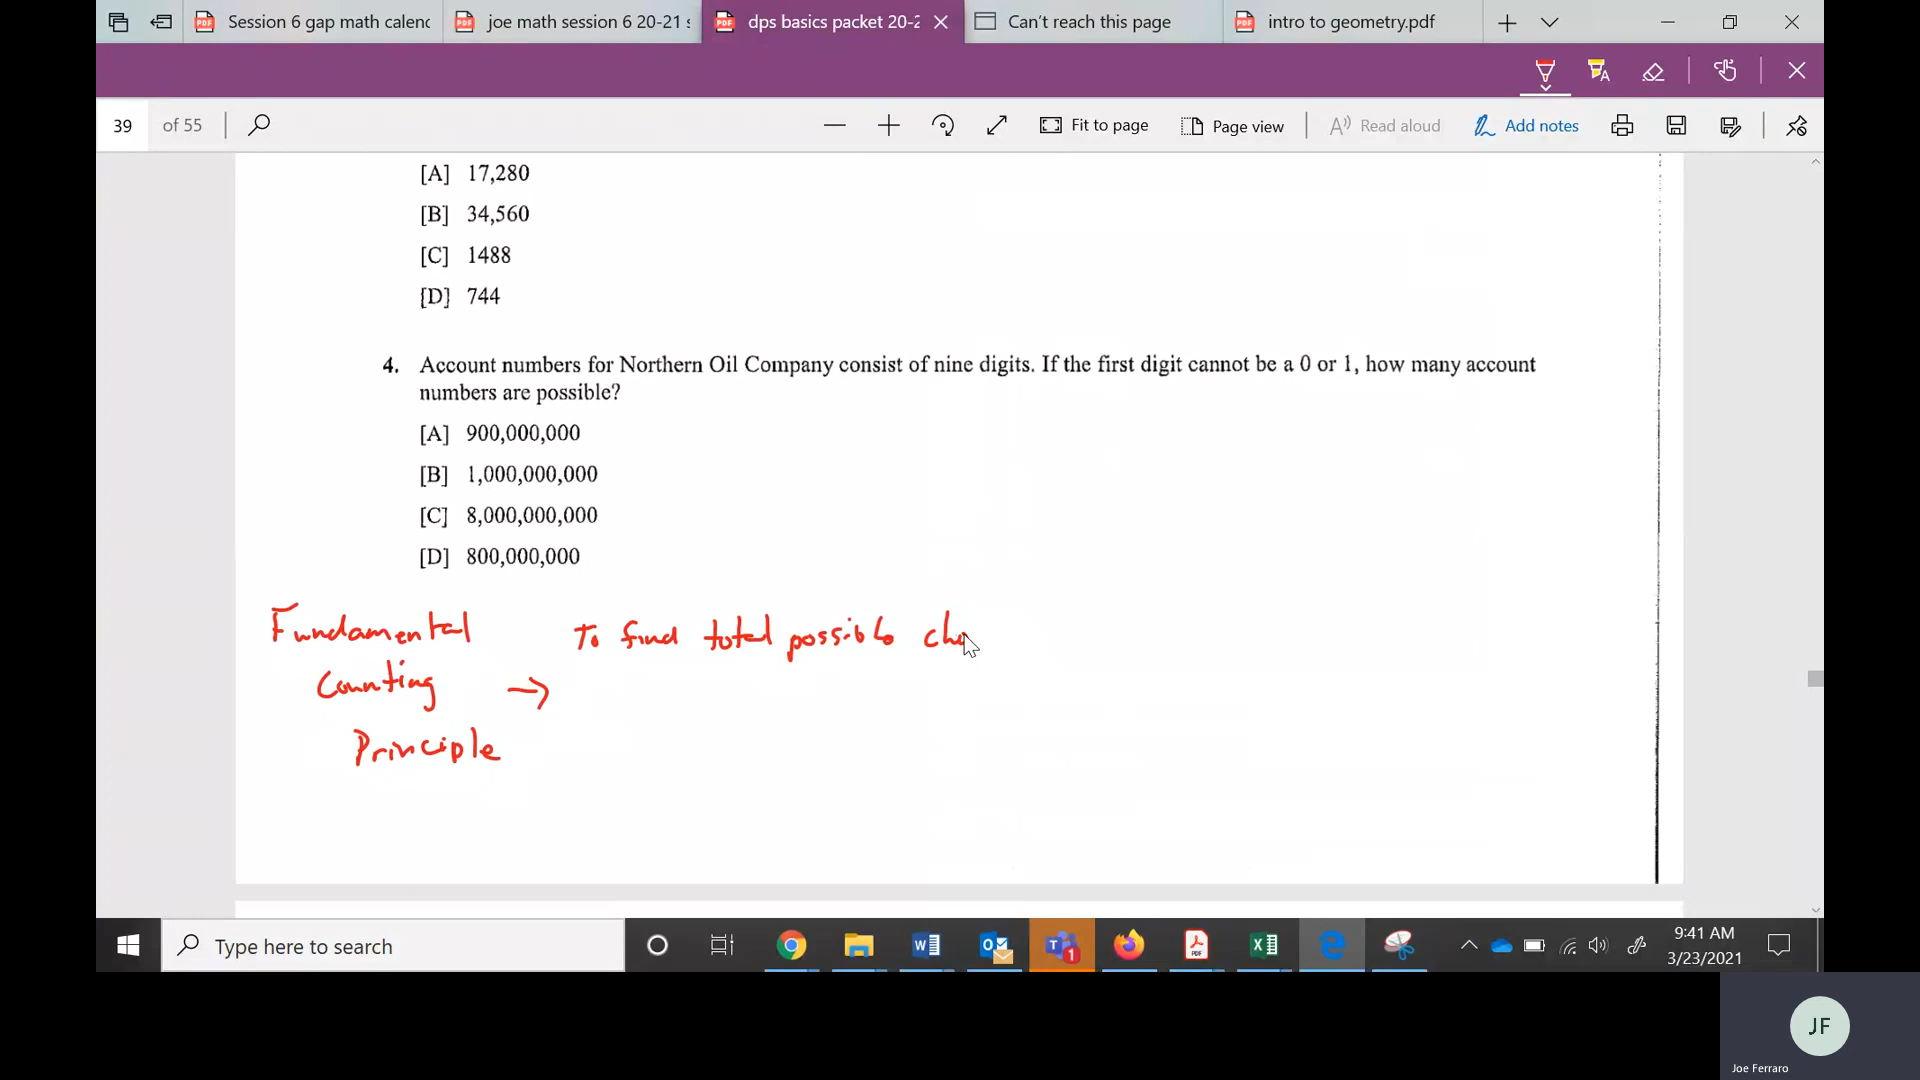 Session 6 gap math calenc
joe math session 6 20-21 s
dps basics packet 20-2
Can't reach this page
intro to geometry.pdf
39 of 55
Fit to page
Page view
Read aloud
Add notes
[A] 17,280
[B] 34,560
[C] 1488
[D] 744
4. Account numbers for Northern Oil Company consist of nine digits. If the first digit cannot be a 0 or 1, how many account
numbers are possible?
[A] 900,000,000
[B] 1,000,000,000
[C] 8,000,000,000
[D] 800,000,000
Fundamental
Counting
Principle
→
To find total possible cho
Type here to search
1
9:41 AM
3/23/2021
JF
Joe Ferraro